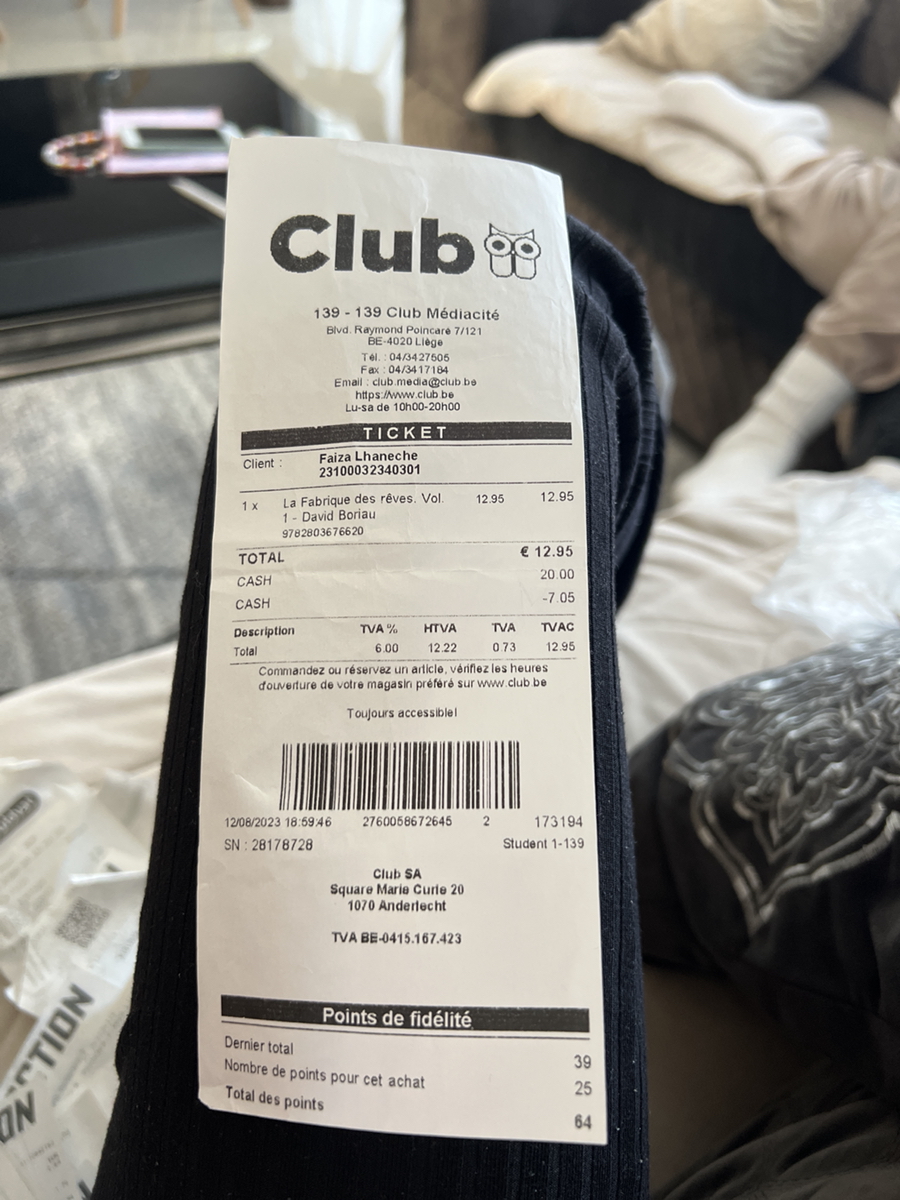 Club
139 - 139 Club Médiacité
Blvd. Raymond Poincaré 7/121
BE-4020 Liège
Tél. : 04/3427505
Fax : 04/3417184
Email : club.media@club.be
https://www.club.be
Lu-sa de 10h00-20h00
TICKET
Client : Faiza Lhaneche
23100032340301
1 x La Fabrique des rêves. Vol. 12.95 12.95
1 - David Boriau
9782803676620
TOTAL € 12.95
CASH 20.00
CASH -7.05
Description TVA % HTVA TVA TVAC
Total 6.00 12.22 0.73 12.95
Commandez ou réservez un article, vérifiez les heures
d'ouverture de votre magasin préféré sur www.club.be
Toujours accessible!
12/08/2023 18:59:46 2760058672645 2 173194
SN : 28178728 Student 1-139
Club SA
Square Marie Curie 20
1070 Anderlecht
TVA BE-0415.167.423
Points de fidélité
Dernier total 39
Nombre de points pour cet achat 25
Total des points 64